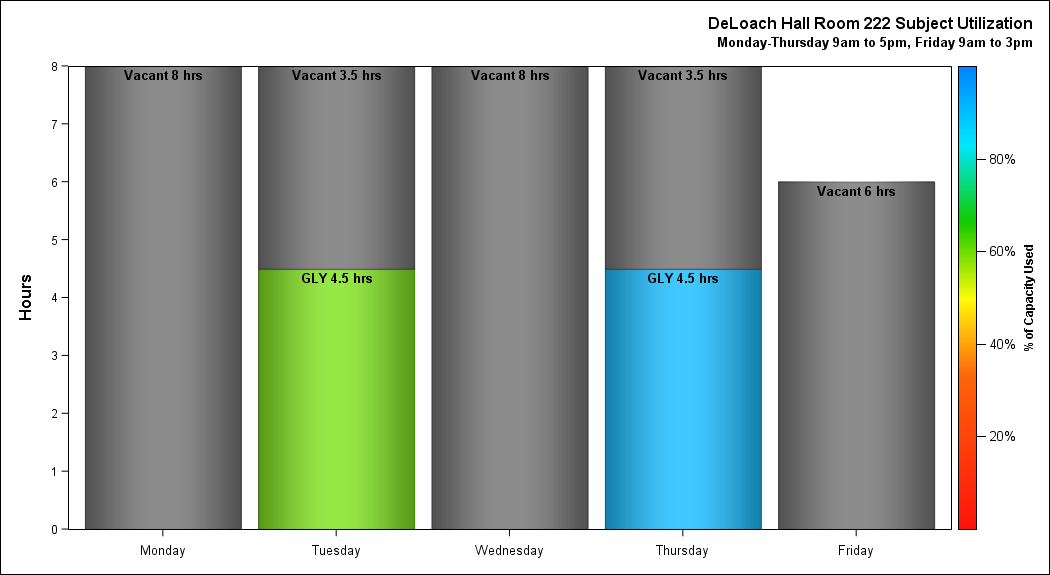 DeLoach Hall Room 222 Subject Utilization
Monday-Thursday 9am to 5pm, Friday 9am to 3pm
Hours
8
7
6
5
4
3
2
1
0
Vacant 8 hrs
Vacant 3.5 hrs
Vacant 8 hrs
Vacant 3.5 hrs
Vacant 6 hrs
GLY 4.5 hrs
GLY 4.5 hrs
Monday
Tuesday
Wednesday
Thursday
Friday
80%
60%
40%
20%
% of Capacity Used